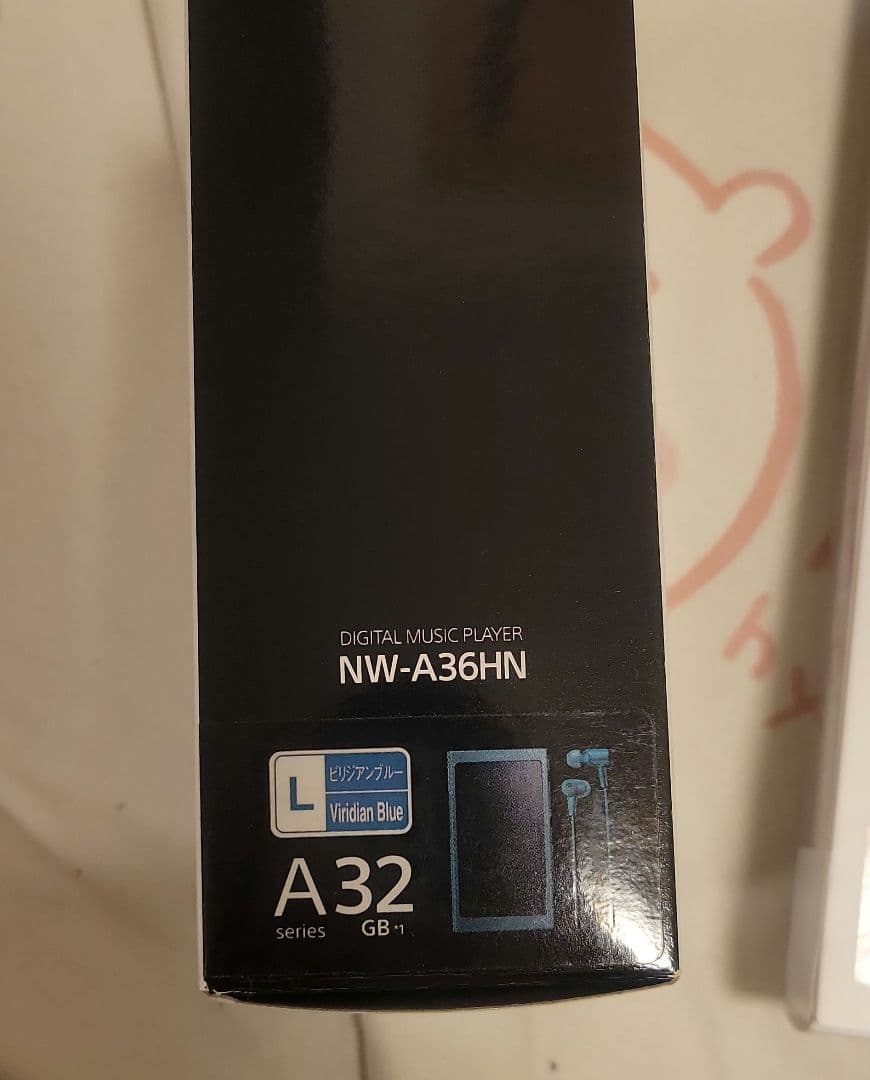 DIGITAL MUSIC PLAYER
NW-A36HN
L
ビリジアンブルー
Viridian Blue
A 32
series GB *1